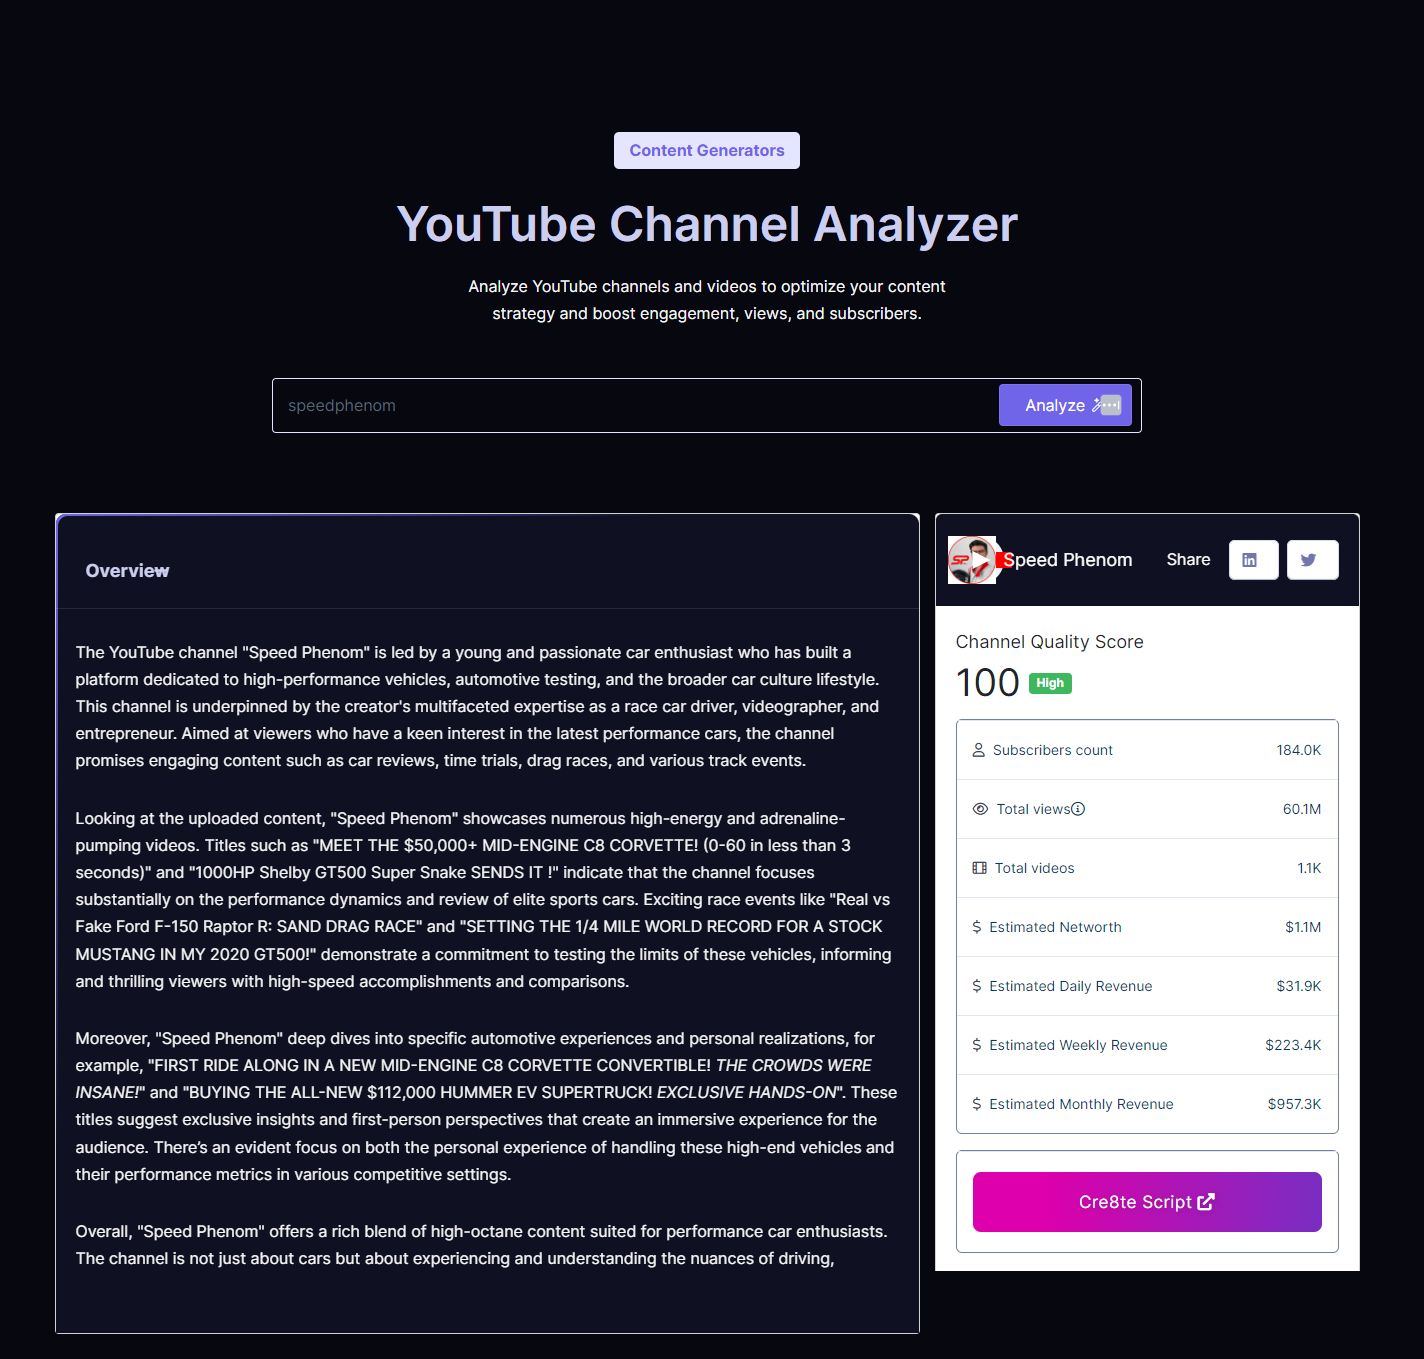 Content Generators
YouTube Channel Analyzer
Analyze YouTube channels and videos to optimize your content
strategy and boost engagement, views, and subscribers.
speedphenom
Analyze
Overview
The YouTube channel "Speed Phenom" is led by a young and passionate car enthusiast who has built a
platform dedicated to high-performance vehicles, automotive testing, and the broader car culture lifestyle.
This channel is underpinned by the creator's multifaceted expertise as a race car driver, videographer, and
entrepreneur. Aimed at viewers who have a keen interest in the latest performance cars, the channel
promises engaging content such as car reviews, time trials, drag races, and various track events.
Looking at the uploaded content, "Speed Phenom" showcases numerous high-energy and adrenaline-
pumping videos. Titles such as "MEET THE $50,000+ MID-ENGINE C8 CORVETTE! (0-60 in less than 3
seconds)" and "1000HP Shelby GT500 Super Snake SENDS IT !" indicate that the channel focuses
substantially on the performance dynamics and review of elite sports cars. Exciting race events like "Real vs
Fake Ford F-150 Raptor R: SAND DRAG RACE" and "SETTING THE 1/4 MILE WORLD RECORD FOR A STOCK
MUSTANG IN MY 2020 GT500!" demonstrate a commitment to testing the limits of these vehicles, informing
and thrilling viewers with high-speed accomplishments and comparisons.
Moreover, "Speed Phenom" deep dives into specific automotive experiences and personal realizations, for
example, "FIRST RIDE ALONG IN A NEW MID-ENGINE C8 CORVETTE CONVERTIBLE! THE CROWDS WERE
INSANE!" and "BUYING THE ALL-NEW $112,000 HUMMER EV SUPERTRUCK! EXCLUSIVE HANDS-ON". These
titles suggest exclusive insights and first-person perspectives that create an immersive experience for the
audience. There’s an evident focus on both the personal experience of handling these high-end vehicles and
their performance metrics in various competitive settings.
Overall, "Speed Phenom" offers a rich blend of high-octane content suited for performance car enthusiasts.
The channel is not just about cars but about experiencing and understanding the nuances of driving,
SP
Speed Phenom
Share
Channel Quality Score
100 High
Subscribers count 184.0K
Total views 60.1M
Total videos 1.1K
$ Estimated Networth $1.1M
$ Estimated Daily Revenue $31.9K
$ Estimated Weekly Revenue $223.4K
$ Estimated Monthly Revenue $957.3K
Cre8te Script